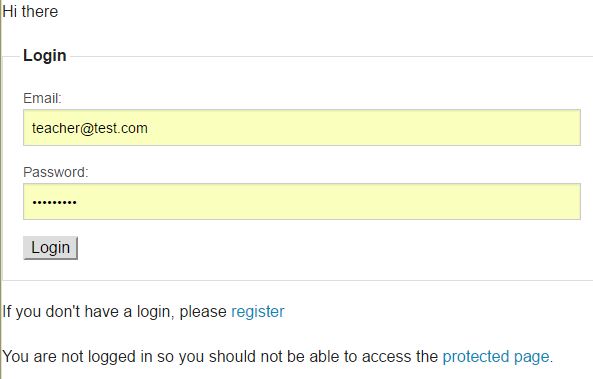 Hi there
Login
Email:
teacher@test.com
Password:
•••••••••
Login
If you don't have a login, please register
You are not logged in so you should not be able to access the protected page.